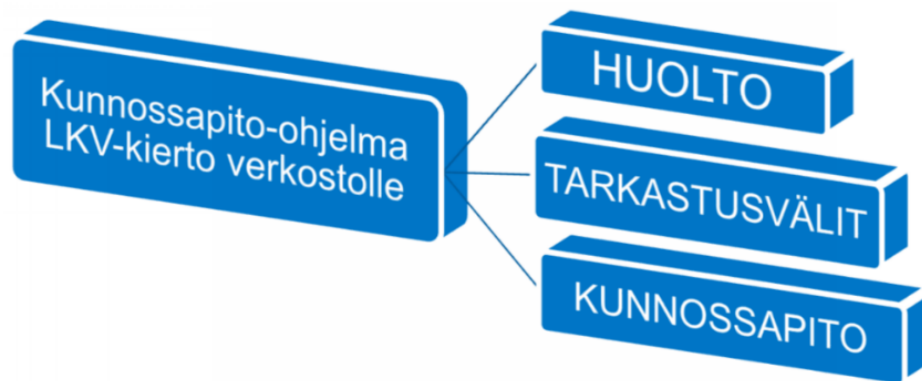 Kunnossapito-ohjelma
LKV-kierto verkostolle
HUOLTO
TARKASTUSVÄLIT
KUNNOSSAPITO